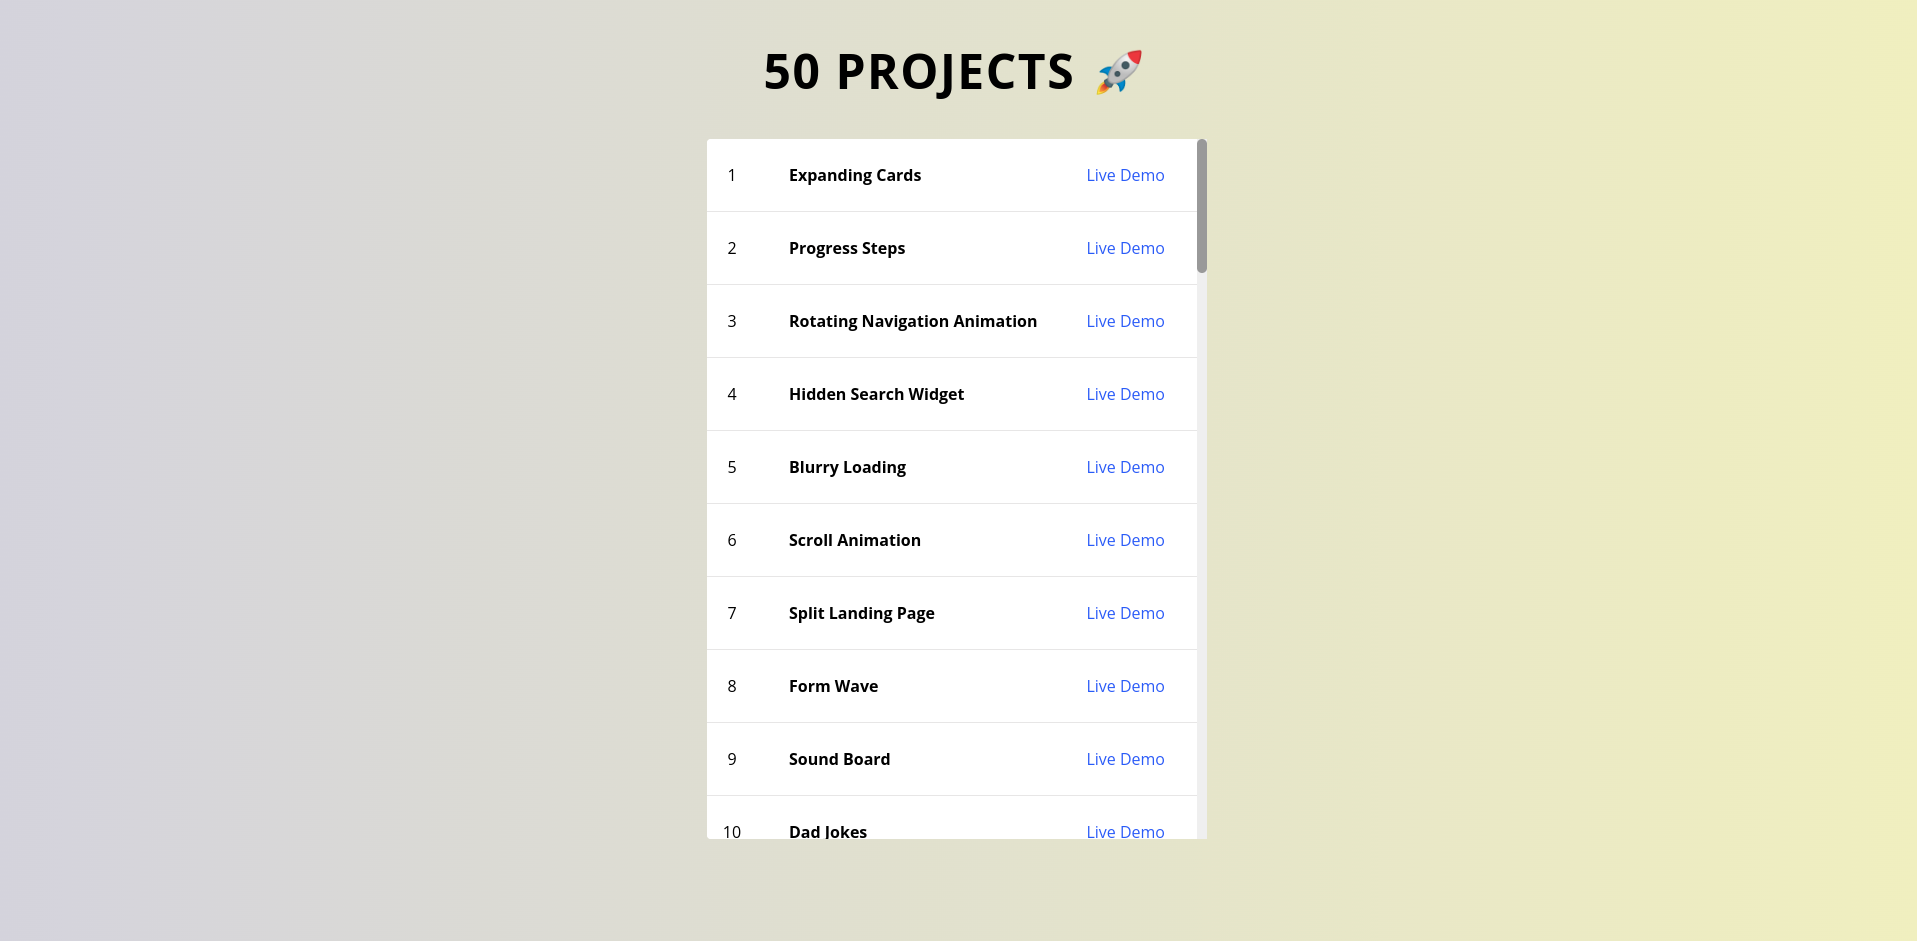 50 PROJECTS 🚀
1 Expanding Cards Live Demo
2 Progress Steps Live Demo
3 Rotating Navigation Animation Live Demo
4 Hidden Search Widget Live Demo
5 Blurry Loading Live Demo
6 Scroll Animation Live Demo
7 Split Landing Page Live Demo
8 Form Wave Live Demo
9 Sound Board Live Demo
10 Dad Jokes Live Demo